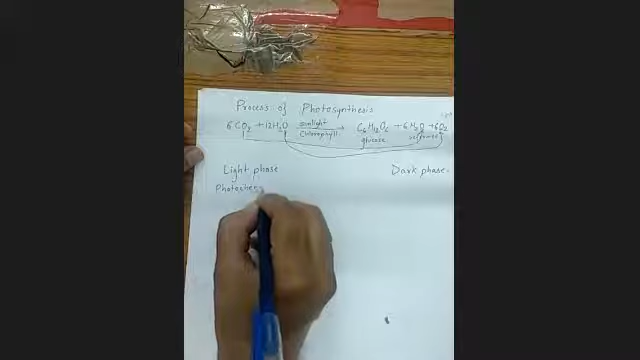 Process of Photosynthesis
6CO2 + 12H2O sunlight Chlorophyll → C6H12O6 + 6H2O + 6O2
glucose
Light phase Dark phase.